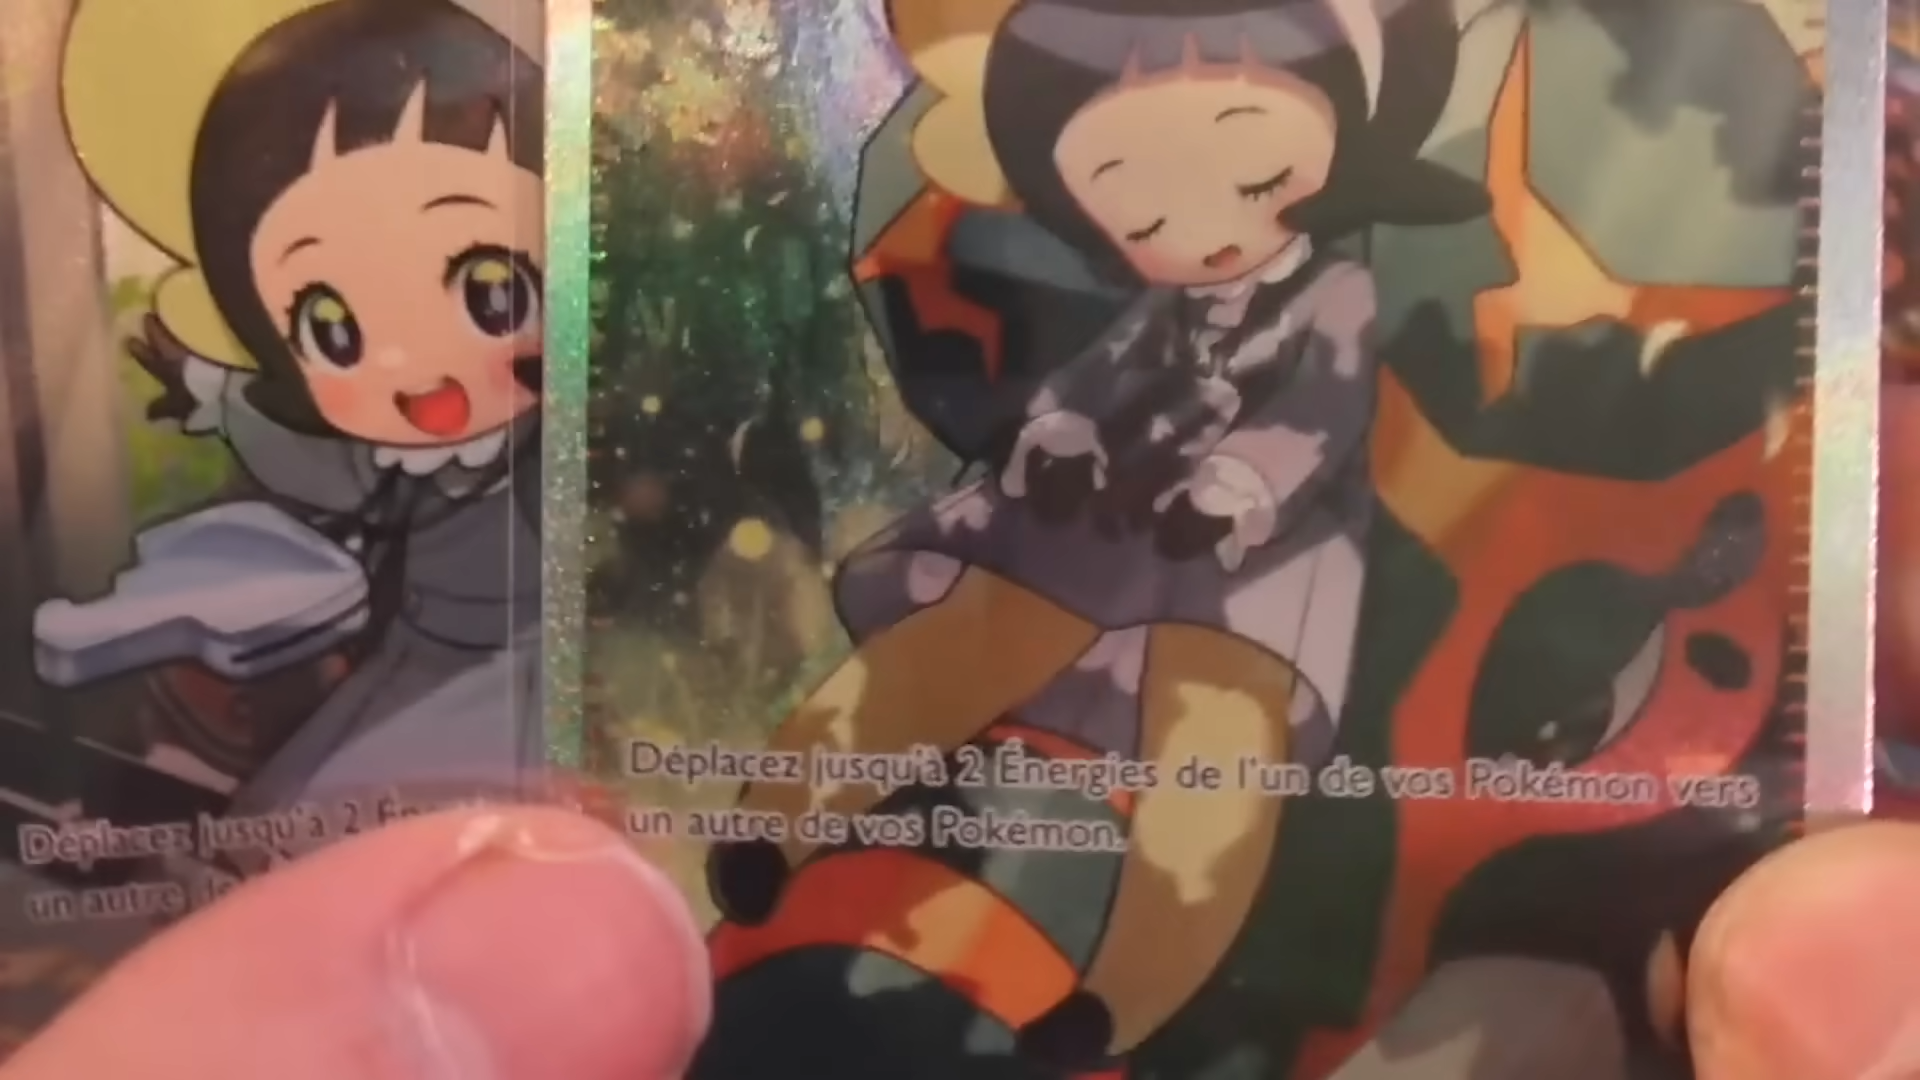 Déplacez jusqu'à 2
un autre
Déplacez jusqu'à 2 Énergies de l'un de vos Pokémon vers
un autre de vos Pokémon.